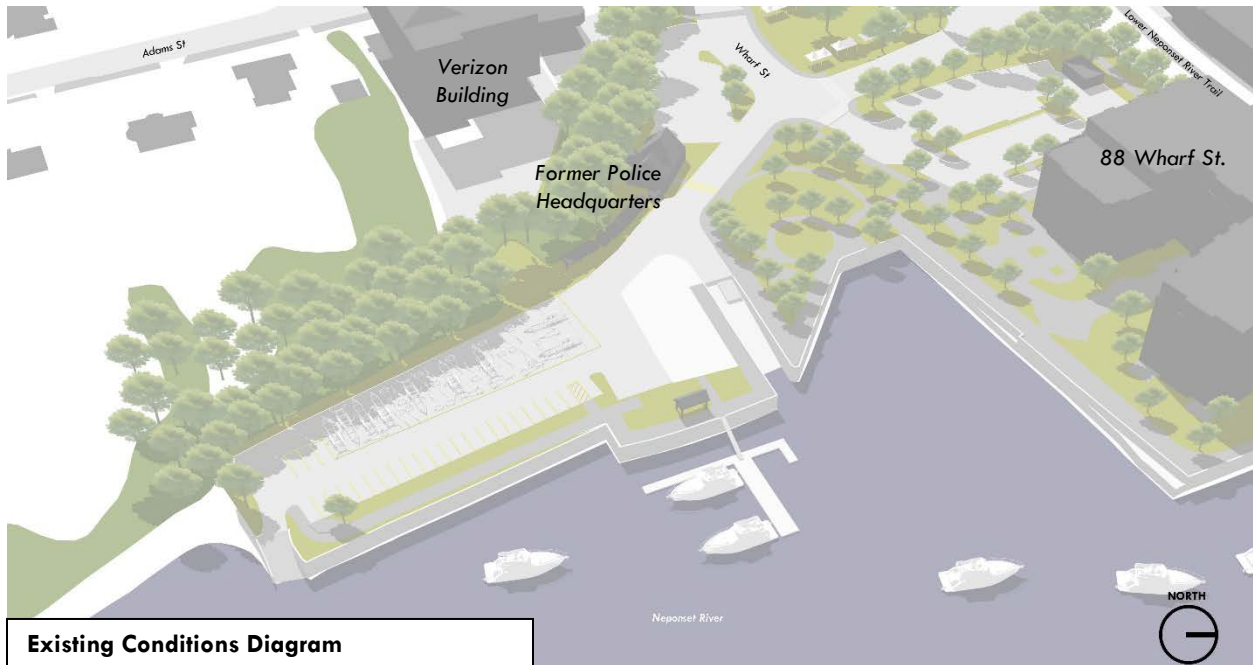 Adams St
Verizon
Building
Wharf St
Lower Neponset River Trail
88 Wharf St.
Former Police
Headquarters
Neponset River
NORTH
Existing Conditions Diagram